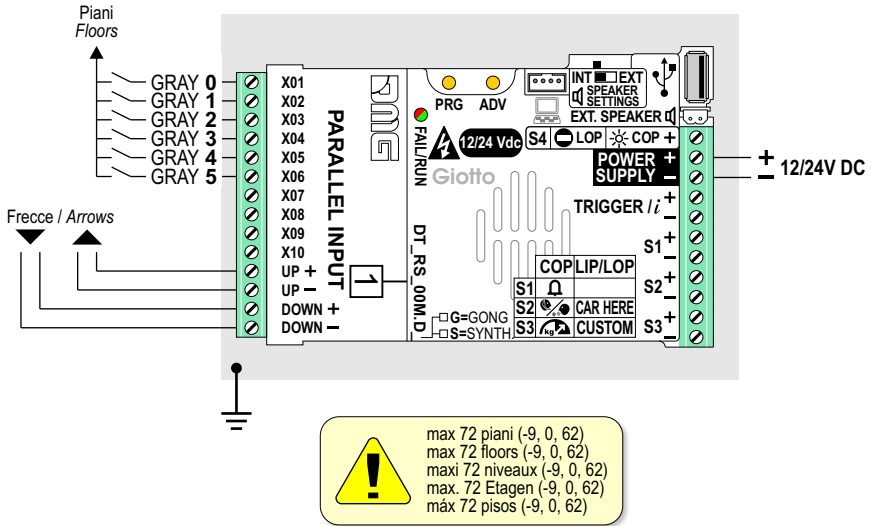 Piani
Floors
GRAY 0
GRAY 1
GRAY 2
GRAY 3
GRAY 4
GRAY 5
Frecce / Arrows
X01
X02
X03
X04
X05
X06
X07
X08
X09
X10
UP +
UP −
DOWN +
DOWN −
PARALLEL INPUT
1
DMG
FAIL/RUN
DT_RS_00M.D_
G=GONG
S=SYNTH.
PRG ADV
12/24 Vdc
Giotto
INT EXT
SPEAKER
SETTINGS
EXT. SPEAKER
S4 LOP COP +
POWER +
SUPPLY −
TRIGGER / i + −
S1 + −
S2 + −
S3 + −
COP LIP/LOP
S1
S2 CAR HERE
S3 kg CUSTOM
+
− 12/24V DC
max 72 piani (-9, 0, 62)
max 72 floors (-9, 0, 62)
maxi 72 niveaux (-9, 0, 62)
max. 72 Etagen (-9, 0, 62)
máx 72 pisos (-9, 0, 62)